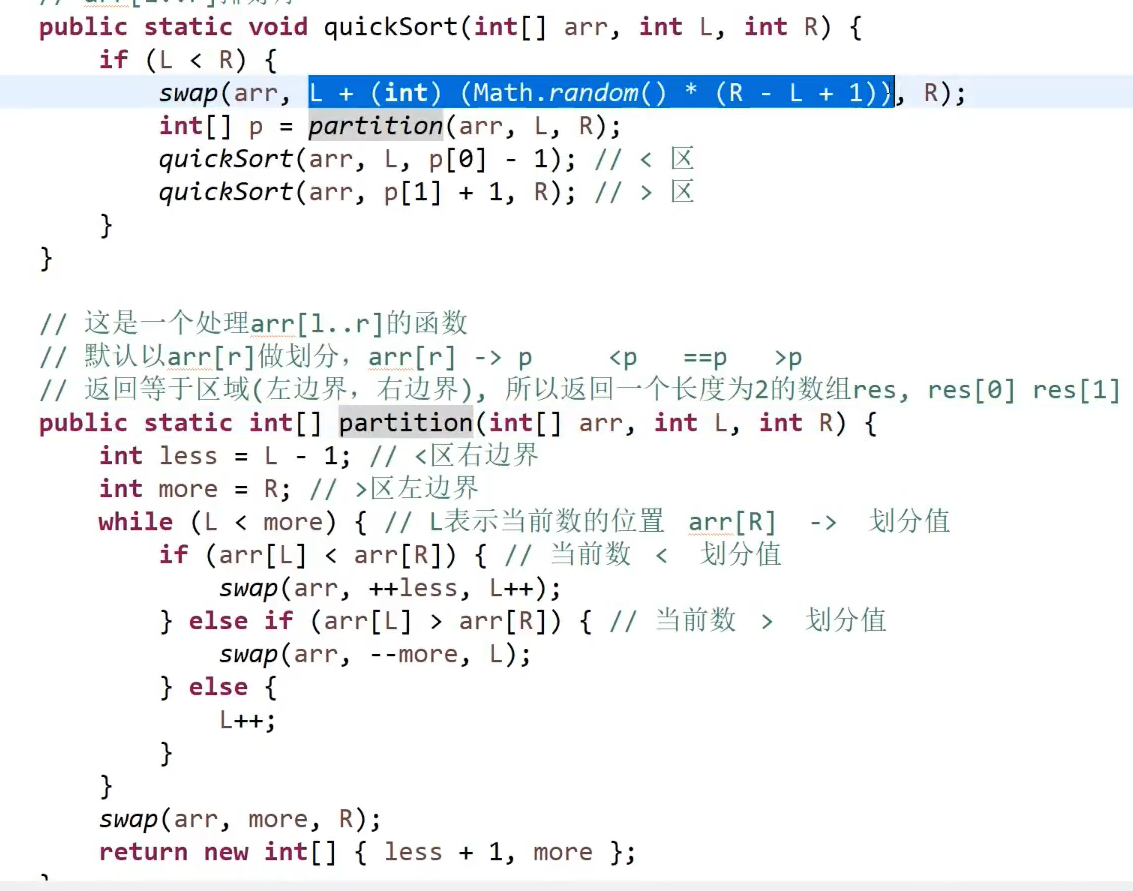 // arr[l..r]排好序
public static void quickSort(int[] arr, int L, int R) {
    if (L < R) {
        swap(arr, L + (int) (Math.random() * (R - L + 1)), R);
        int[] p = partition(arr, L, R);
        quickSort(arr, L, p[0] - 1); // < 区
        quickSort(arr, p[1] + 1, R); // > 区
    }
}
// 这是一个处理arr[l..r]的函数
// 默认以arr[r]做划分，arr[r] -> p     <p   ==p   >p
// 返回等于区域(左边界，右边界), 所以返回一个长度为2的数组res, res[0] res[1]
public static int[] partition(int[] arr, int L, int R) {
    int less = L - 1; // <区右边界
    int more = R; // >区左边界
    while (L < more) { // L表示当前数的位置  arr[R]  ->  划分值
        if (arr[L] < arr[R]) { // 当前数  <  划分值
            swap(arr, ++less, L++);
        } else if (arr[L] > arr[R]) { // 当前数  >  划分值
            swap(arr, --more, L);
        } else {
            L++;
        }
    }
    swap(arr, more, R);
    return new int[] { less + 1, more };